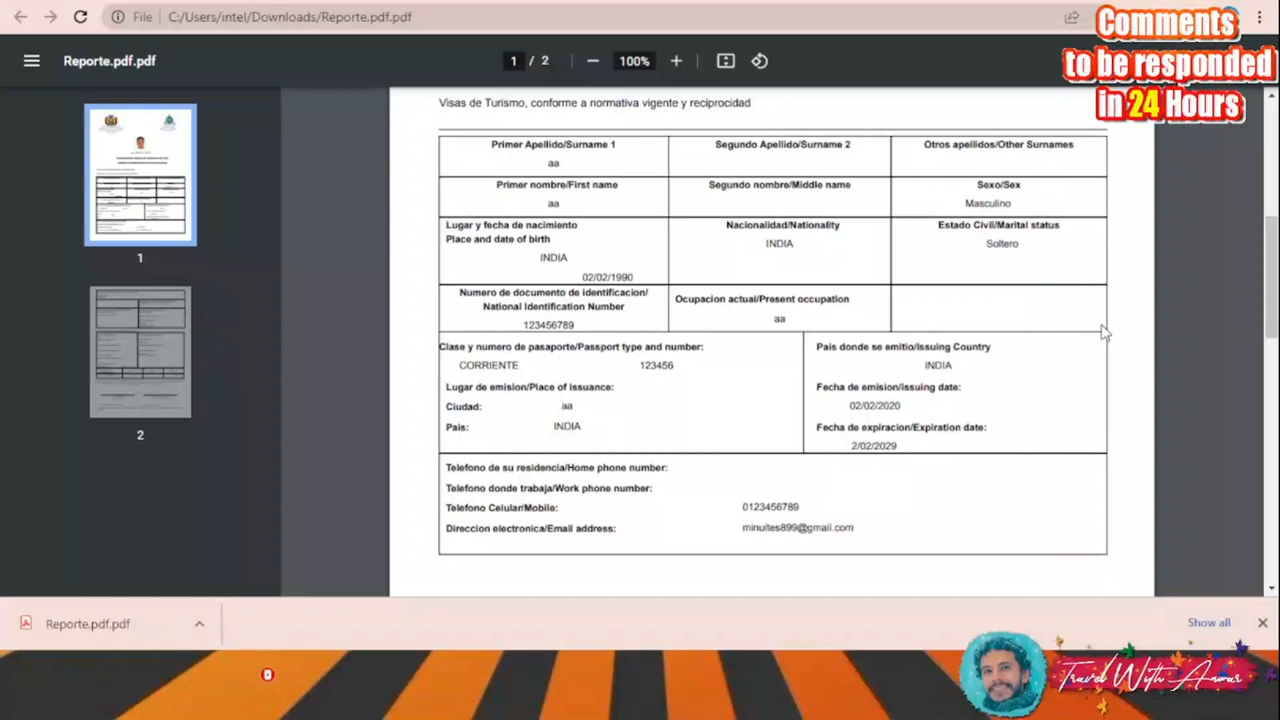 File C:/Users/intel/Downloads/Reporte.pdf.pdf
Comments
to be responded
in 24 Hours
Reporte.pdf.pdf
1 / 2
100%
Visas de Turismo, conforme a normativa vigente y reciprocidad
Primer Apellido/Surname 1 Segundo Apellido/Surname 2 Otros apellidos/Other Surnames
aa
Primer nombre/First name Segundo nombre/Middle name Sexo/Sex
aa Masculino
Lugar y fecha de nacimiento Nacionalidad/Nationality Estado Civil/Marital status
Place and date of birth INDIA Soltero
INDIA
02/02/1990
Numero de documento de identificacion/ Ocupacion actual/Present occupation
National Identification Number
123456789 aa
Clase y numero de pasaporte/Passport type and number: Pais donde se emitio/Issuing Country
CORRIENTE 123456 INDIA
Lugar de emision/Place of issuance: Fecha de emision/issuing date:
Ciudad: aa 02/02/2020
Pais: INDIA Fecha de expiracion/Expiration date:
2/02/2029
Telefono de su residencia/Home phone number:
Telefono donde trabaja/Work phone number:
Telefono Celular/Mobile: 0123456789
Direccion electronica/Email address: minuites899@gmail.com
1
2
Reporte.pdf.pdf
Show all
Travel With Anwar